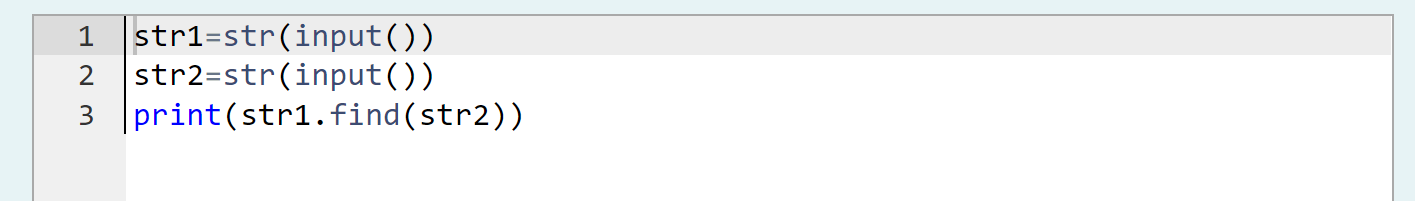 1 str1=str(input())
2 str2=str(input())
3 print(str1.find(str2))